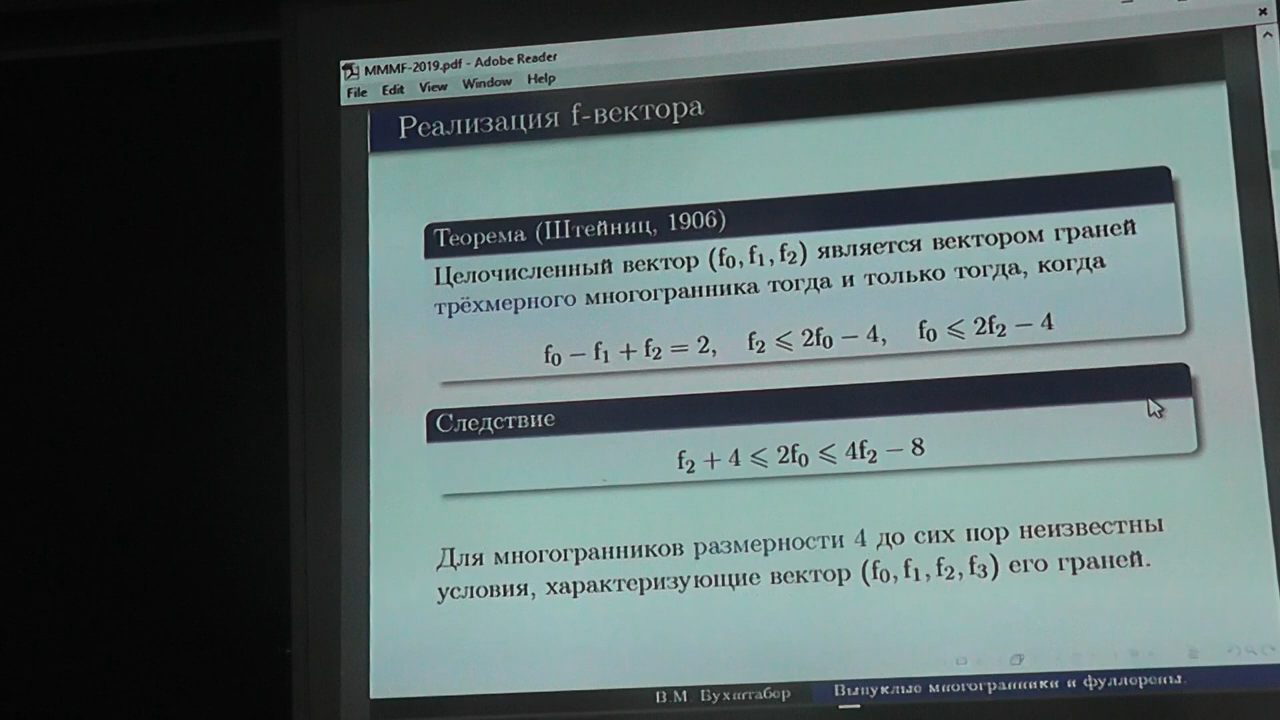 MMMF-2019.pdf - Adobe Reader
File Edit View Window Help
Реализация f-вектора
Теорема (Штейниц, 1906)
Целочисленный вектор (f₀, f₁, f₂) является вектором граней
трёхмерного многогранника тогда и только тогда, когда
f₀ − f₁ + f₂ = 2, f₂ ⩽ 2f₀ − 4, f₀ ⩽ 2f₂ − 4
Следствие
f₂ + 4 ⩽ 2f₀ ⩽ 4f₂ − 8
Для многогранников размерности 4 до сих пор неизвестны
условия, характеризующие вектор (f₀, f₁, f₂, f₃) его граней.
В.М. Бухштабер Выпуклые многогранники и фуллерены.